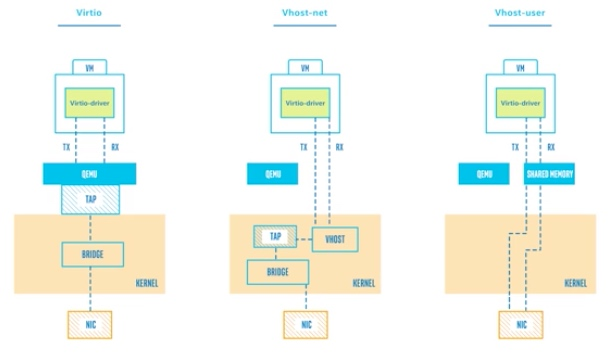 Virtio
VM
Virtio-driver
TX RX
QEMU
TAP
BRIDGE
KERNEL
NIC
Vhost-net
VM
Virtio-driver
TX RX
QEMU
TAP VHOST
BRIDGE
KERNEL
NIC
Vhost-user
VM
Virtio-driver
TX RX
QEMU SHARED MEMORY
KERNEL
NIC